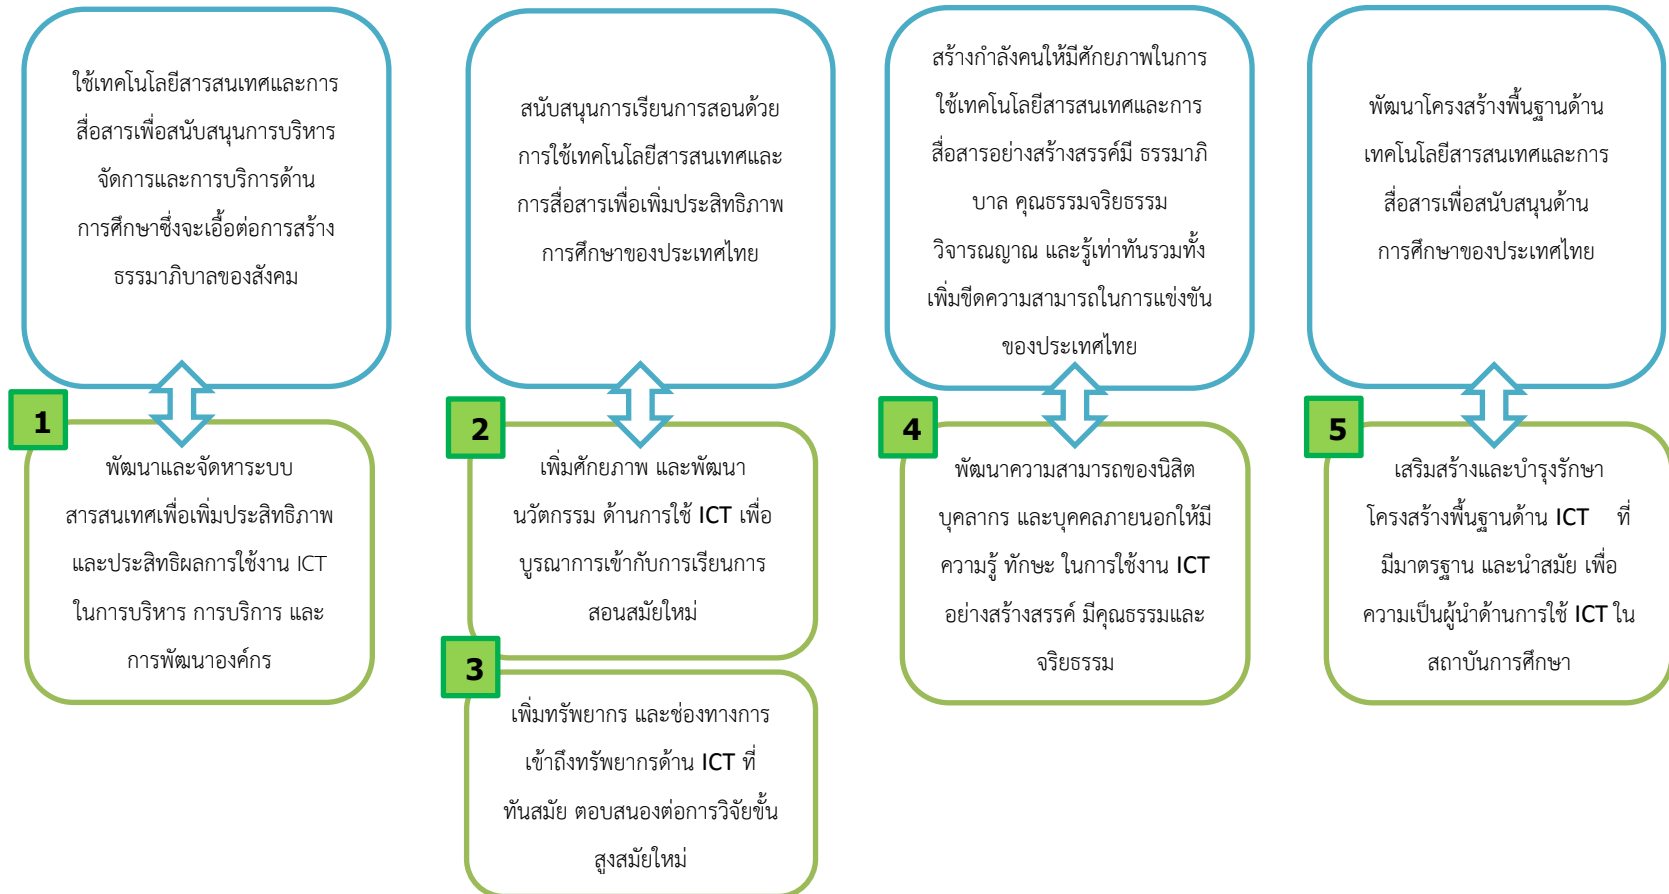 ใช้เทคโนโลยีสารสนเทศและการ
สื่อสารเพื่อสนับสนุนการบริหาร
จัดการและการบริการด้าน
การศึกษาซึ่งจะเอื้อต่อการสร้าง
ธรรมาภิบาลของสังคม
สนับสนุนการเรียนการสอนด้วย
การใช้เทคโนโลยีสารสนเทศและ
การสื่อสารเพื่อเพิ่มประสิทธิภาพ
การศึกษาของประเทศไทย
สร้างกำลังคนให้มีศักยภาพในการ
ใช้เทคโนโลยีสารสนเทศและการ
สื่อสารอย่างสร้างสรรค์มี ธรรมาภิ
บาล คุณธรรมจริยธรรม
วิจารณญาณ และรู้เท่าทันรวมทั้ง
เพิ่มขีดความสามารถในการแข่งขัน
ของประเทศไทย
พัฒนาโครงสร้างพื้นฐานด้าน
เทคโนโลยีสารสนเทศและการ
สื่อสารเพื่อสนับสนุนด้าน
การศึกษาของประเทศไทย
1
พัฒนาและจัดหาระบบ
สารสนเทศเพื่อเพิ่มประสิทธิภาพ
และประสิทธิผลการใช้งาน ICT
ในการบริหาร การบริการ และ
การพัฒนาองค์กร
2
เพิ่มศักยภาพ และพัฒนา
นวัตกรรม ด้านการใช้ ICT เพื่อ
บูรณาการเข้ากับการเรียนการ
สอนสมัยใหม่
3
เพิ่มทรัพยากร และช่องทางการ
เข้าถึงทรัพยากรด้าน ICT ที่
ทันสมัย ตอบสนองต่อการวิจัยขั้น
สูงสมัยใหม่
4
พัฒนาความสามารถของนิสิต
บุคลากร และบุคคลภายนอกให้มี
ความรู้ ทักษะ ในการใช้งาน ICT
อย่างสร้างสรรค์ มีคุณธรรมและ
จริยธรรม
5
เสริมสร้างและบำรุงรักษา
โครงสร้างพื้นฐานด้าน ICT ที่
มีมาตรฐาน และนำสมัย เพื่อ
ความเป็นผู้นำด้านการใช้ ICT ใน
สถาบันการศึกษา